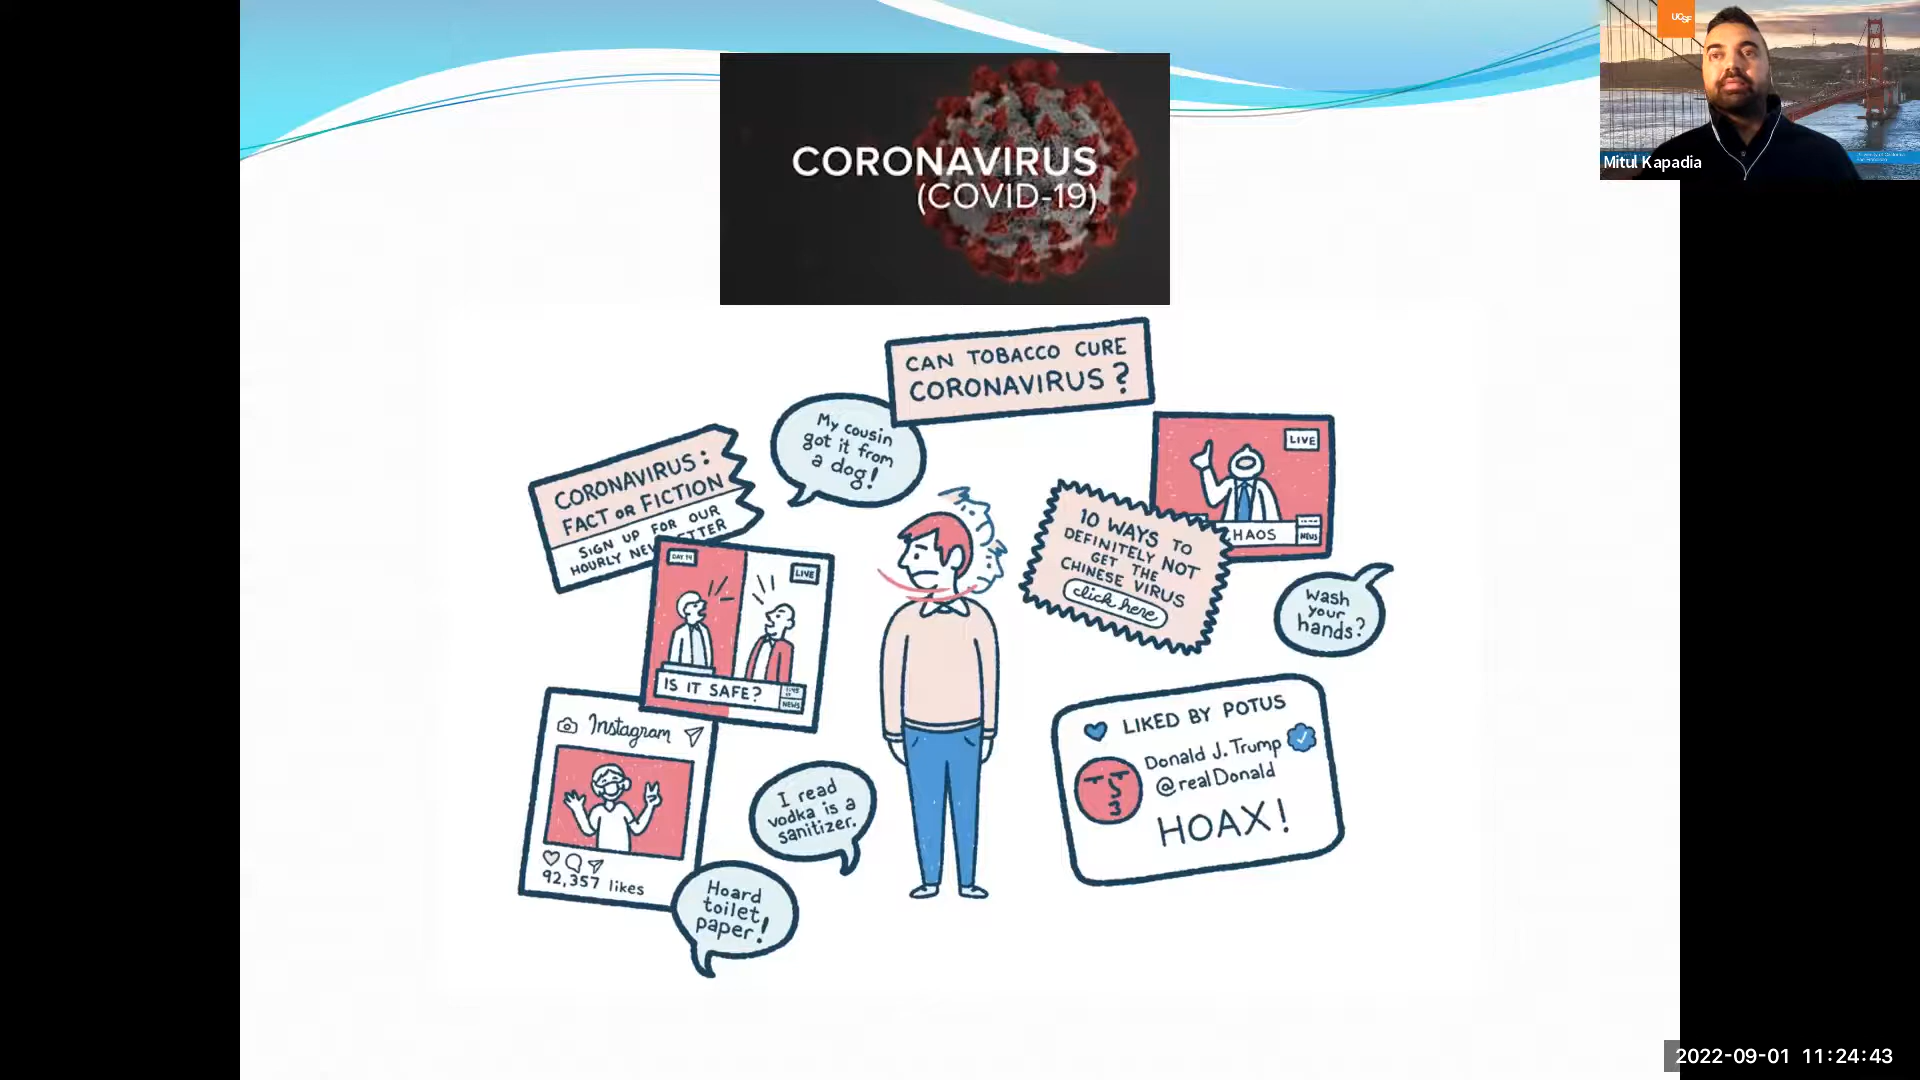 UCSF
Mitul Kapadia
CORONAVIRUS
(COVID-19)
CAN TOBACCO CURE
CORONAVIRUS?
My cousin
got it from
a dog!
CORONAVIRUS:
FACT OR FICTION
SIGN UP FOR OUR
HOURLY
LIVE
HAOS
NEWS
10 WAYS TO
DEFINITELY NOT
GET THE
CHINESE VIRUS
click here
Wash
your
hands?
DAY 14
LIVE
IS IT SAFE?
NEWS
Instagram
92,357 likes
I read
vodka is a
sanitizer.
Hoard
toilet
paper!
LIKED BY POTUS
Donald J. Trump
@realDonald
HOAX!
2022-09-01 11:24:43